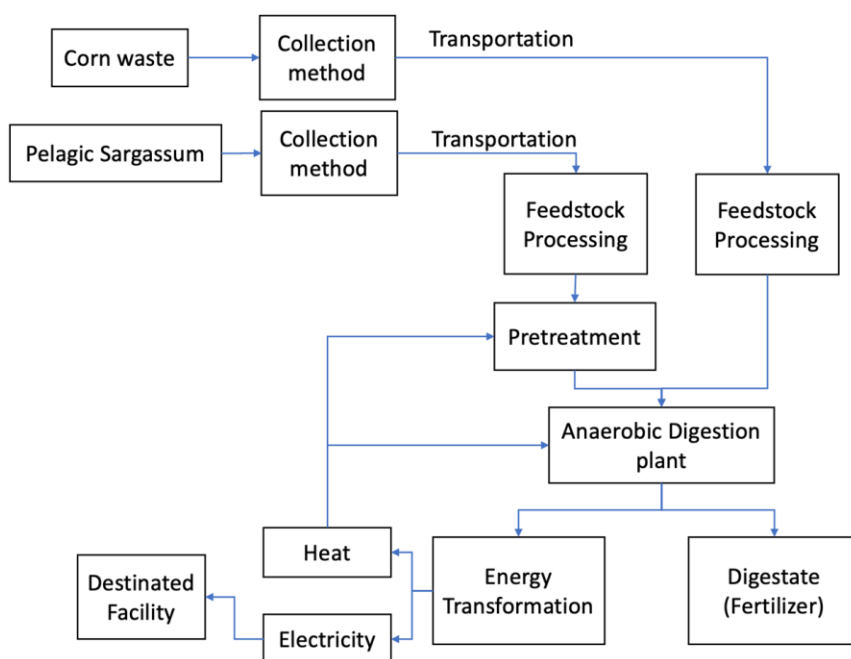 Corn waste
Collection
method
Transportation
Pelagic Sargassum
Collection
method
Transportation
Feedstock
Processing
Feedstock
Processing
Pretreatment
Anaerobic Digestion
plant
Heat
Energy
Transformation
Digestate
(Fertilizer)
Destinated
Facility
Electricity